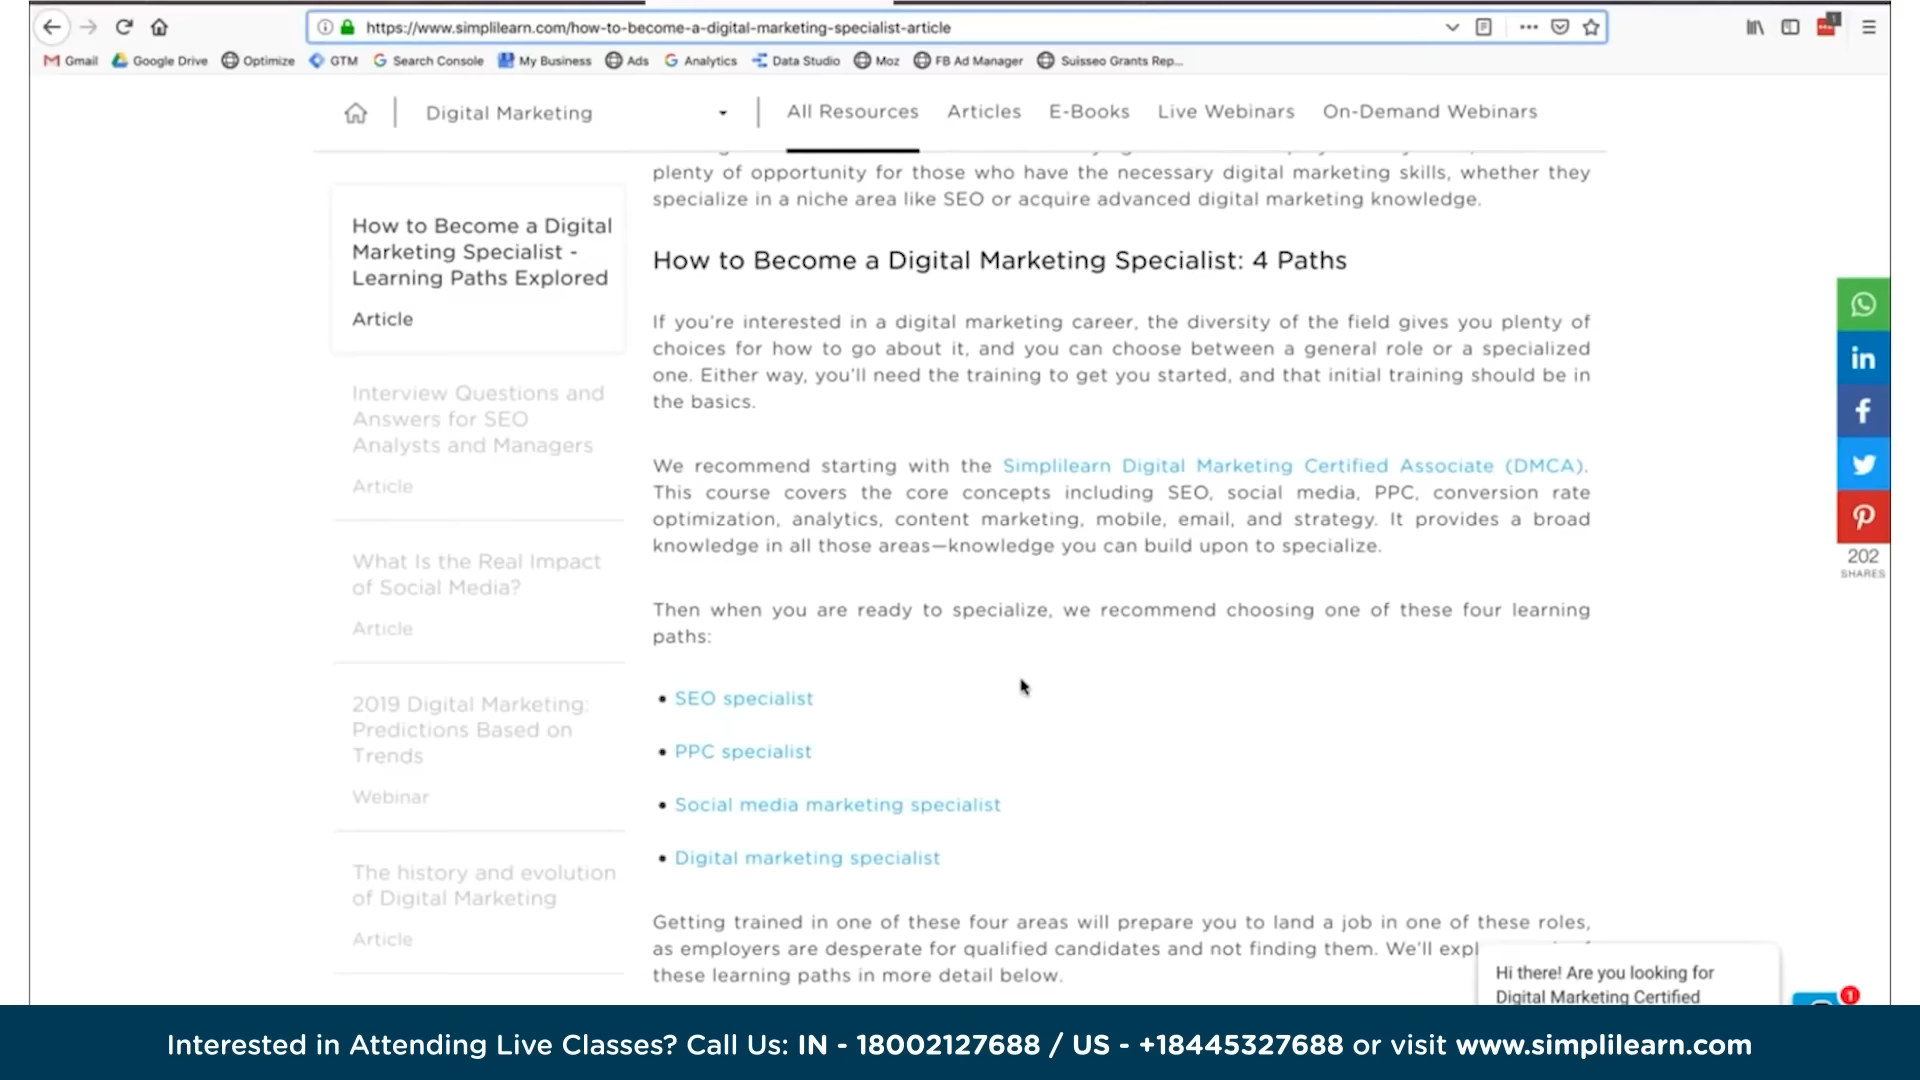 https://www.simplilearn.com/how-to-become-a-digital-marketing-specialist-article
1
Gmail Google Drive Optimize GTM Search Console My Business Ads Analytics Data Studio Moz FB Ad Manager Suisseo Grants Rep...
Digital Marketing All Resources Articles E-Books Live Webinars On-Demand Webinars
How to Become a Digital
Marketing Specialist -
Learning Paths Explored
Article
Interview Questions and
Answers for SEO
Analysts and Managers
Article
What Is the Real Impact
of Social Media?
Article
2019 Digital Marketing:
Predictions Based on
Trends
Webinar
The history and evolution
of Digital Marketing
Article
plenty of opportunity for those who have the necessary digital marketing skills, whether they
specialize in a niche area like SEO or acquire advanced digital marketing knowledge.
How to Become a Digital Marketing Specialist: 4 Paths
If you're interested in a digital marketing career, the diversity of the field gives you plenty of
choices for how to go about it, and you can choose between a general role or a specialized
one. Either way, you'll need the training to get you started, and that initial training should be in
the basics.
We recommend starting with the Simplilearn Digital Marketing Certified Associate (DMCA).
This course covers the core concepts including SEO, social media, PPC, conversion rate
optimization, analytics, content marketing, mobile, email, and strategy. It provides a broad
knowledge in all those areas—knowledge you can build upon to specialize.
Then when you are ready to specialize, we recommend choosing one of these four learning
paths:
• SEO specialist
• PPC specialist
• Social media marketing specialist
• Digital marketing specialist
Getting trained in one of these four areas will prepare you to land a job in one of these roles,
as employers are desperate for qualified candidates and not finding them. We'll expl
these learning paths in more detail below.
202
SHARES
Hi there! Are you looking for
Digital Marketing Certified
1
Interested in Attending Live Classes? Call Us: IN - 18002127688 / US - +18445327688 or visit www.simplilearn.com